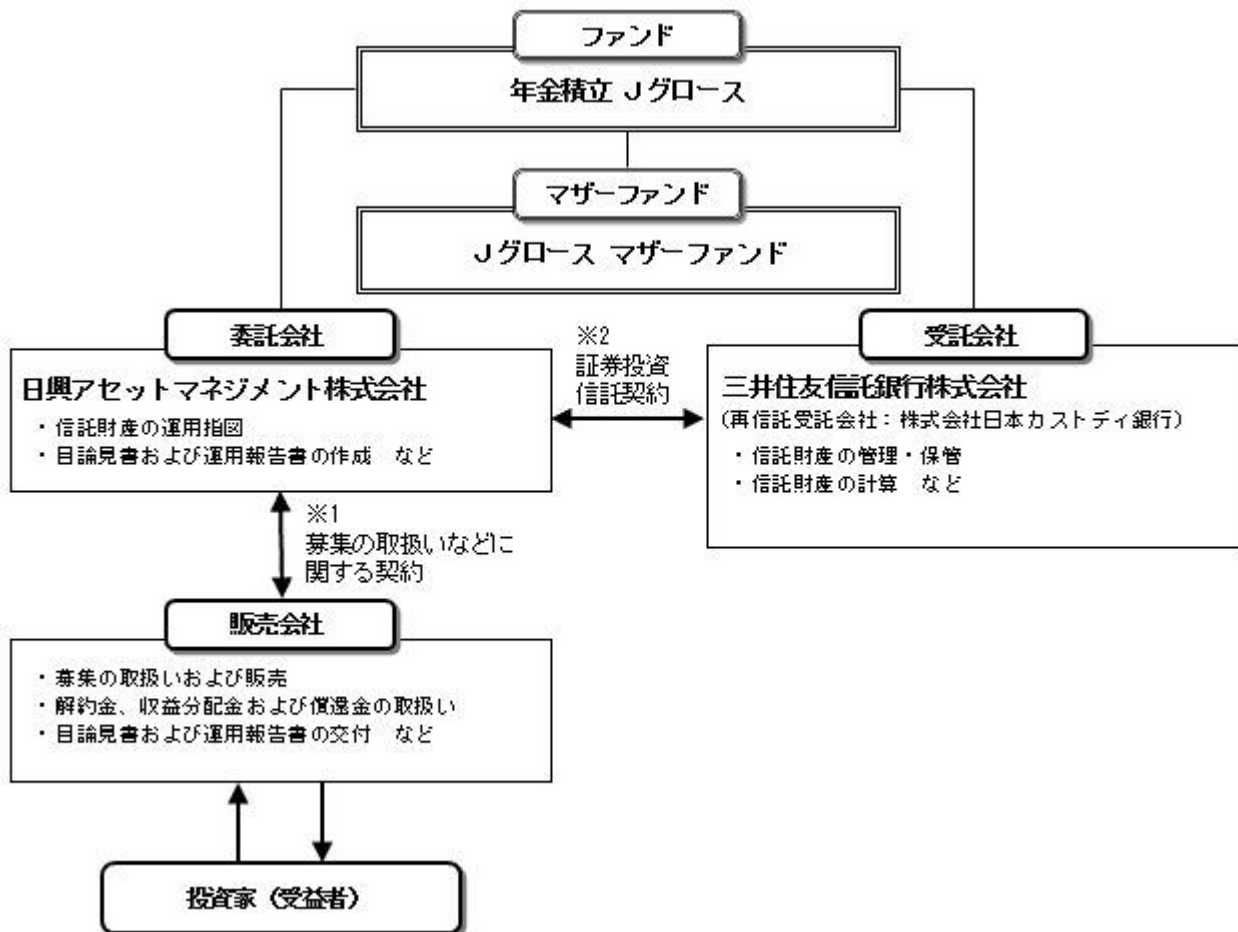 ファンド
年金積立 Jグロース
マザーファンド
Jグロース マザーファンド
委託会社
日興アセットマネジメント株式会社
・信託財産の運用指図
・目論見書および運用報告書の作成 など
※2
証券投資
信託契約
受託会社
三井住友信託銀行株式会社
(再信託受託会社：株式会社日本カストディ銀行)
・信託財産の管理・保管
・信託財産の計算 など
※1
募集の取扱いなどに
関する契約
販売会社
・募集の取扱いおよび販売
・解約金、収益分配金および償還金の取扱い
・目論見書および運用報告書の交付 など
投資家（受益者）